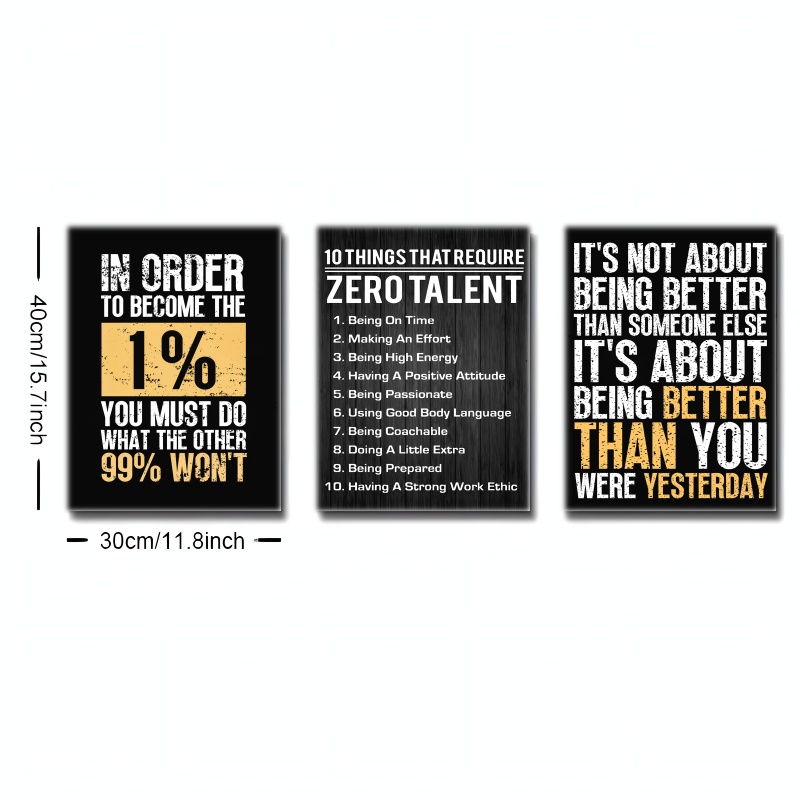 40cm/15.7inch
IN ORDER
TO BECOME THE
1%
YOU MUST DO
WHAT THE OTHER
99% WON'T
30cm/11.8inch
10 THINGS THAT REQUIRE
ZERO TALENT
1. Being On Time
2. Making An Effort
3. Being High Energy
4. Having A Positive Attitude
5. Being Passionate
6. Using Good Body Language
7. Being Coachable
8. Doing A Little Extra
9. Being Prepared
10. Having A Strong Work Ethic
IT'S NOT ABOUT
BEING BETTER
THAN SOMEONE ELSE
IT'S ABOUT
BEING BETTER
THAN YOU
WERE YESTERDAY